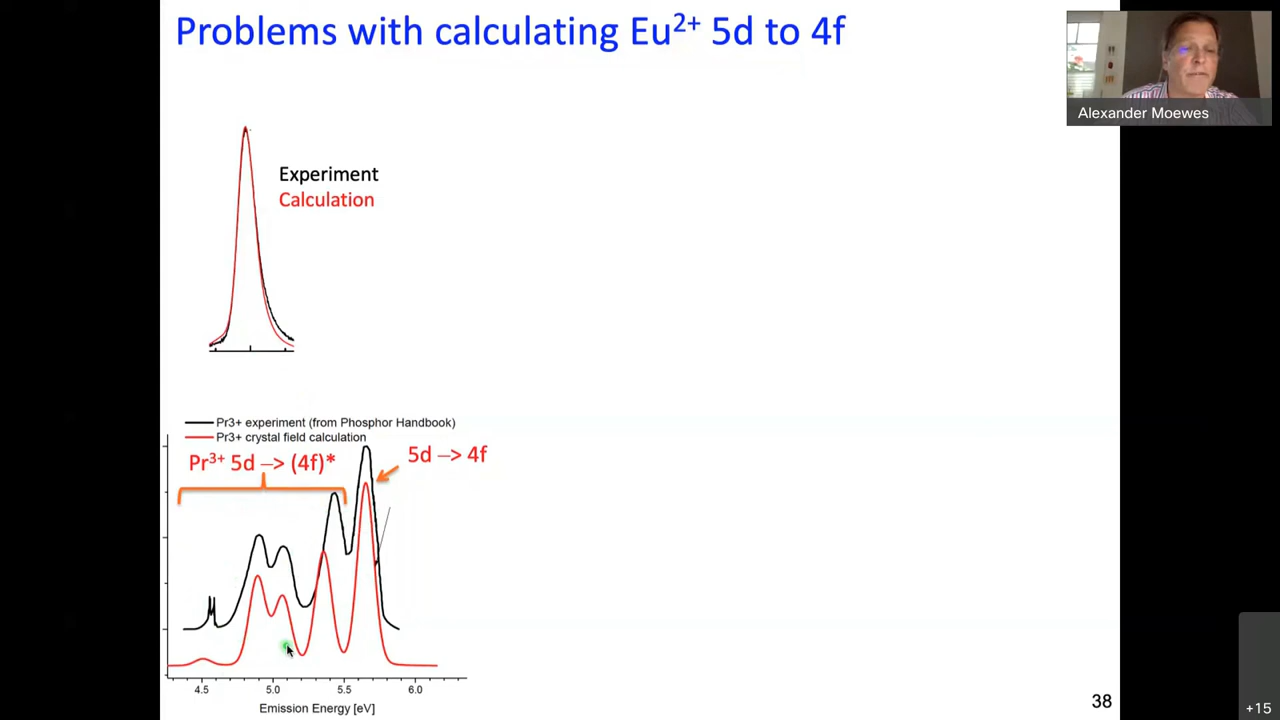 Problems with calculating Eu²⁺ 5d to 4f
Alexander Moewes
Experiment
Calculation
Pr3+ experiment (from Phosphor Handbook)
Pr3+ crystal field calculation
Pr³⁺ 5d –> (4f)*
5d –> 4f
4.5 5.0 5.5 6.0
Emission Energy [eV]
38
+15